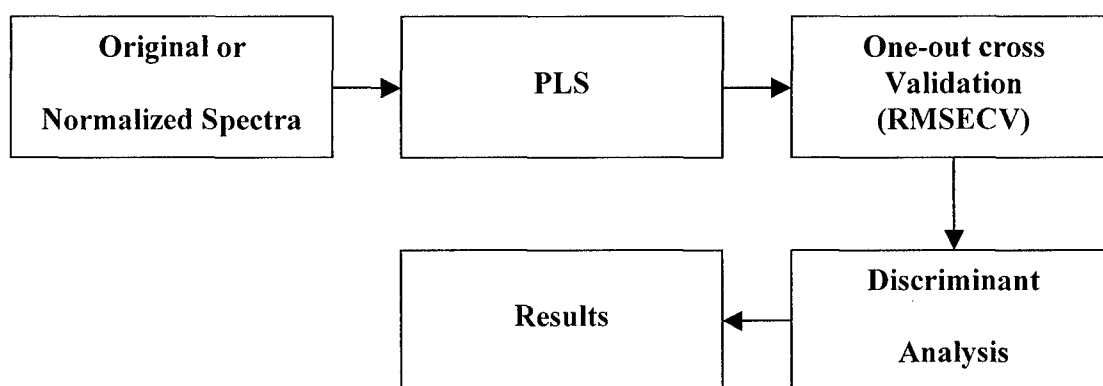 Original or
Normalized Spectra
PLS
One-out cross
Validation
(RMSECV)
Discriminant
Analysis
Results